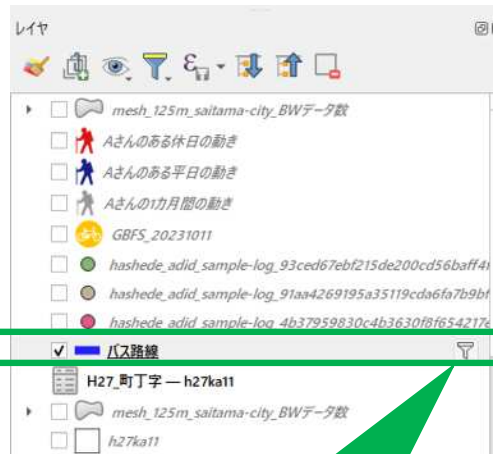 レイヤ
mesh_125m_saitama-city_BWデータ数
Aさんのある休日の動き
Aさんのある平日の動き
Aさんの1カ月間の動き
GBFS_20231011
hashede_adid_sample-log_93ced67ebf215de200cd56baff4
hashede_adid_sample-log_91aa4269195a35119cda6fa7b9bf
hashede_adid_sample-log_4b37959830c4b3630f8f654217e
バス路線
H27_町丁字 — h27ka11
mesh_125m_saitama-city_BWデータ数
h27ka11